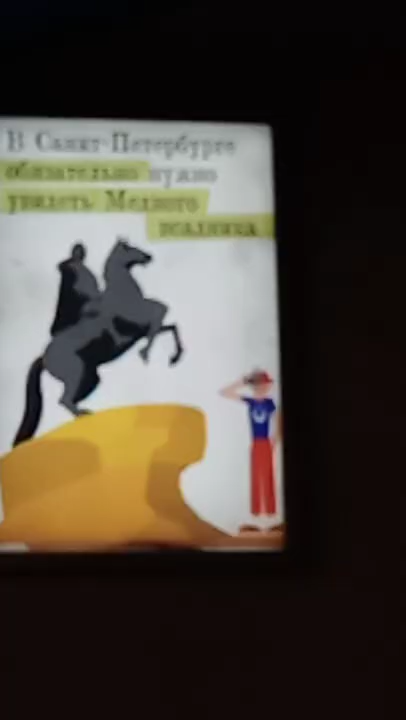 В Санкт-Петербурге
обязательно нужно
увидеть Медного
всадника